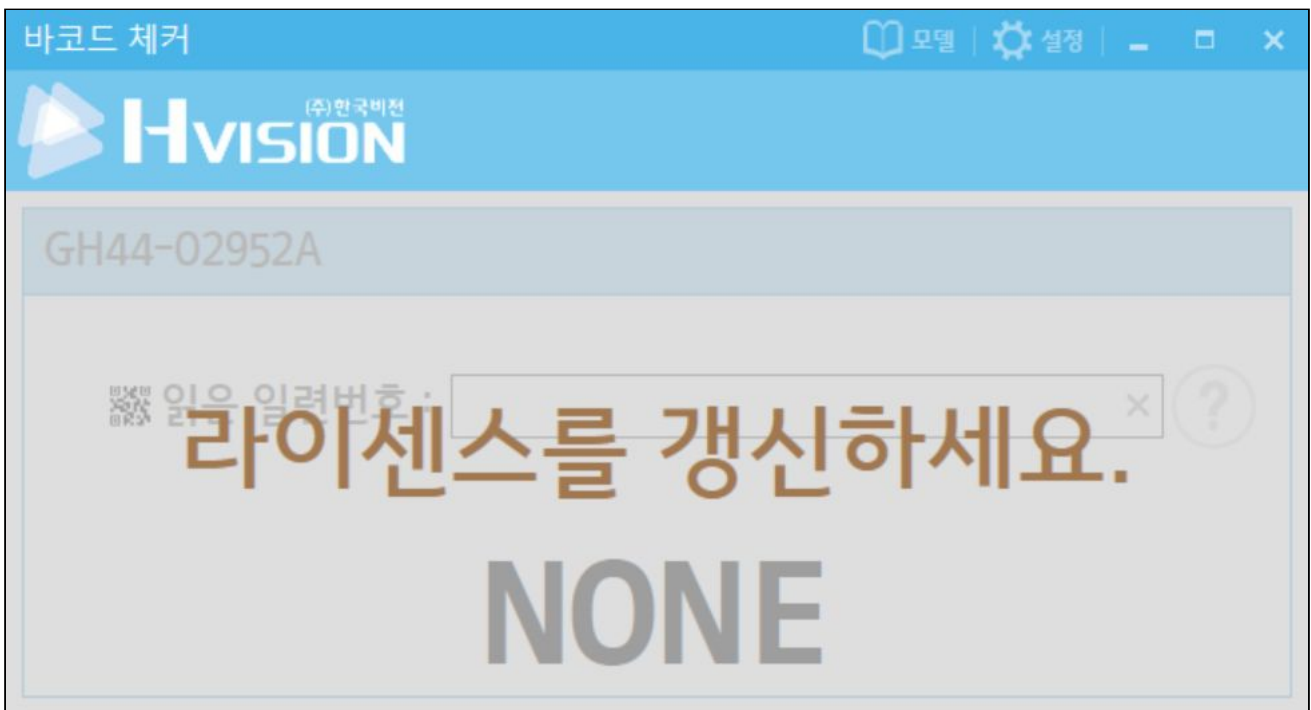 바코드 체커
모델
설정
(주)한국비전
HVISION
GH44-02952A
읽은 일련번호 :
라이센스를 갱신하세요.
NONE